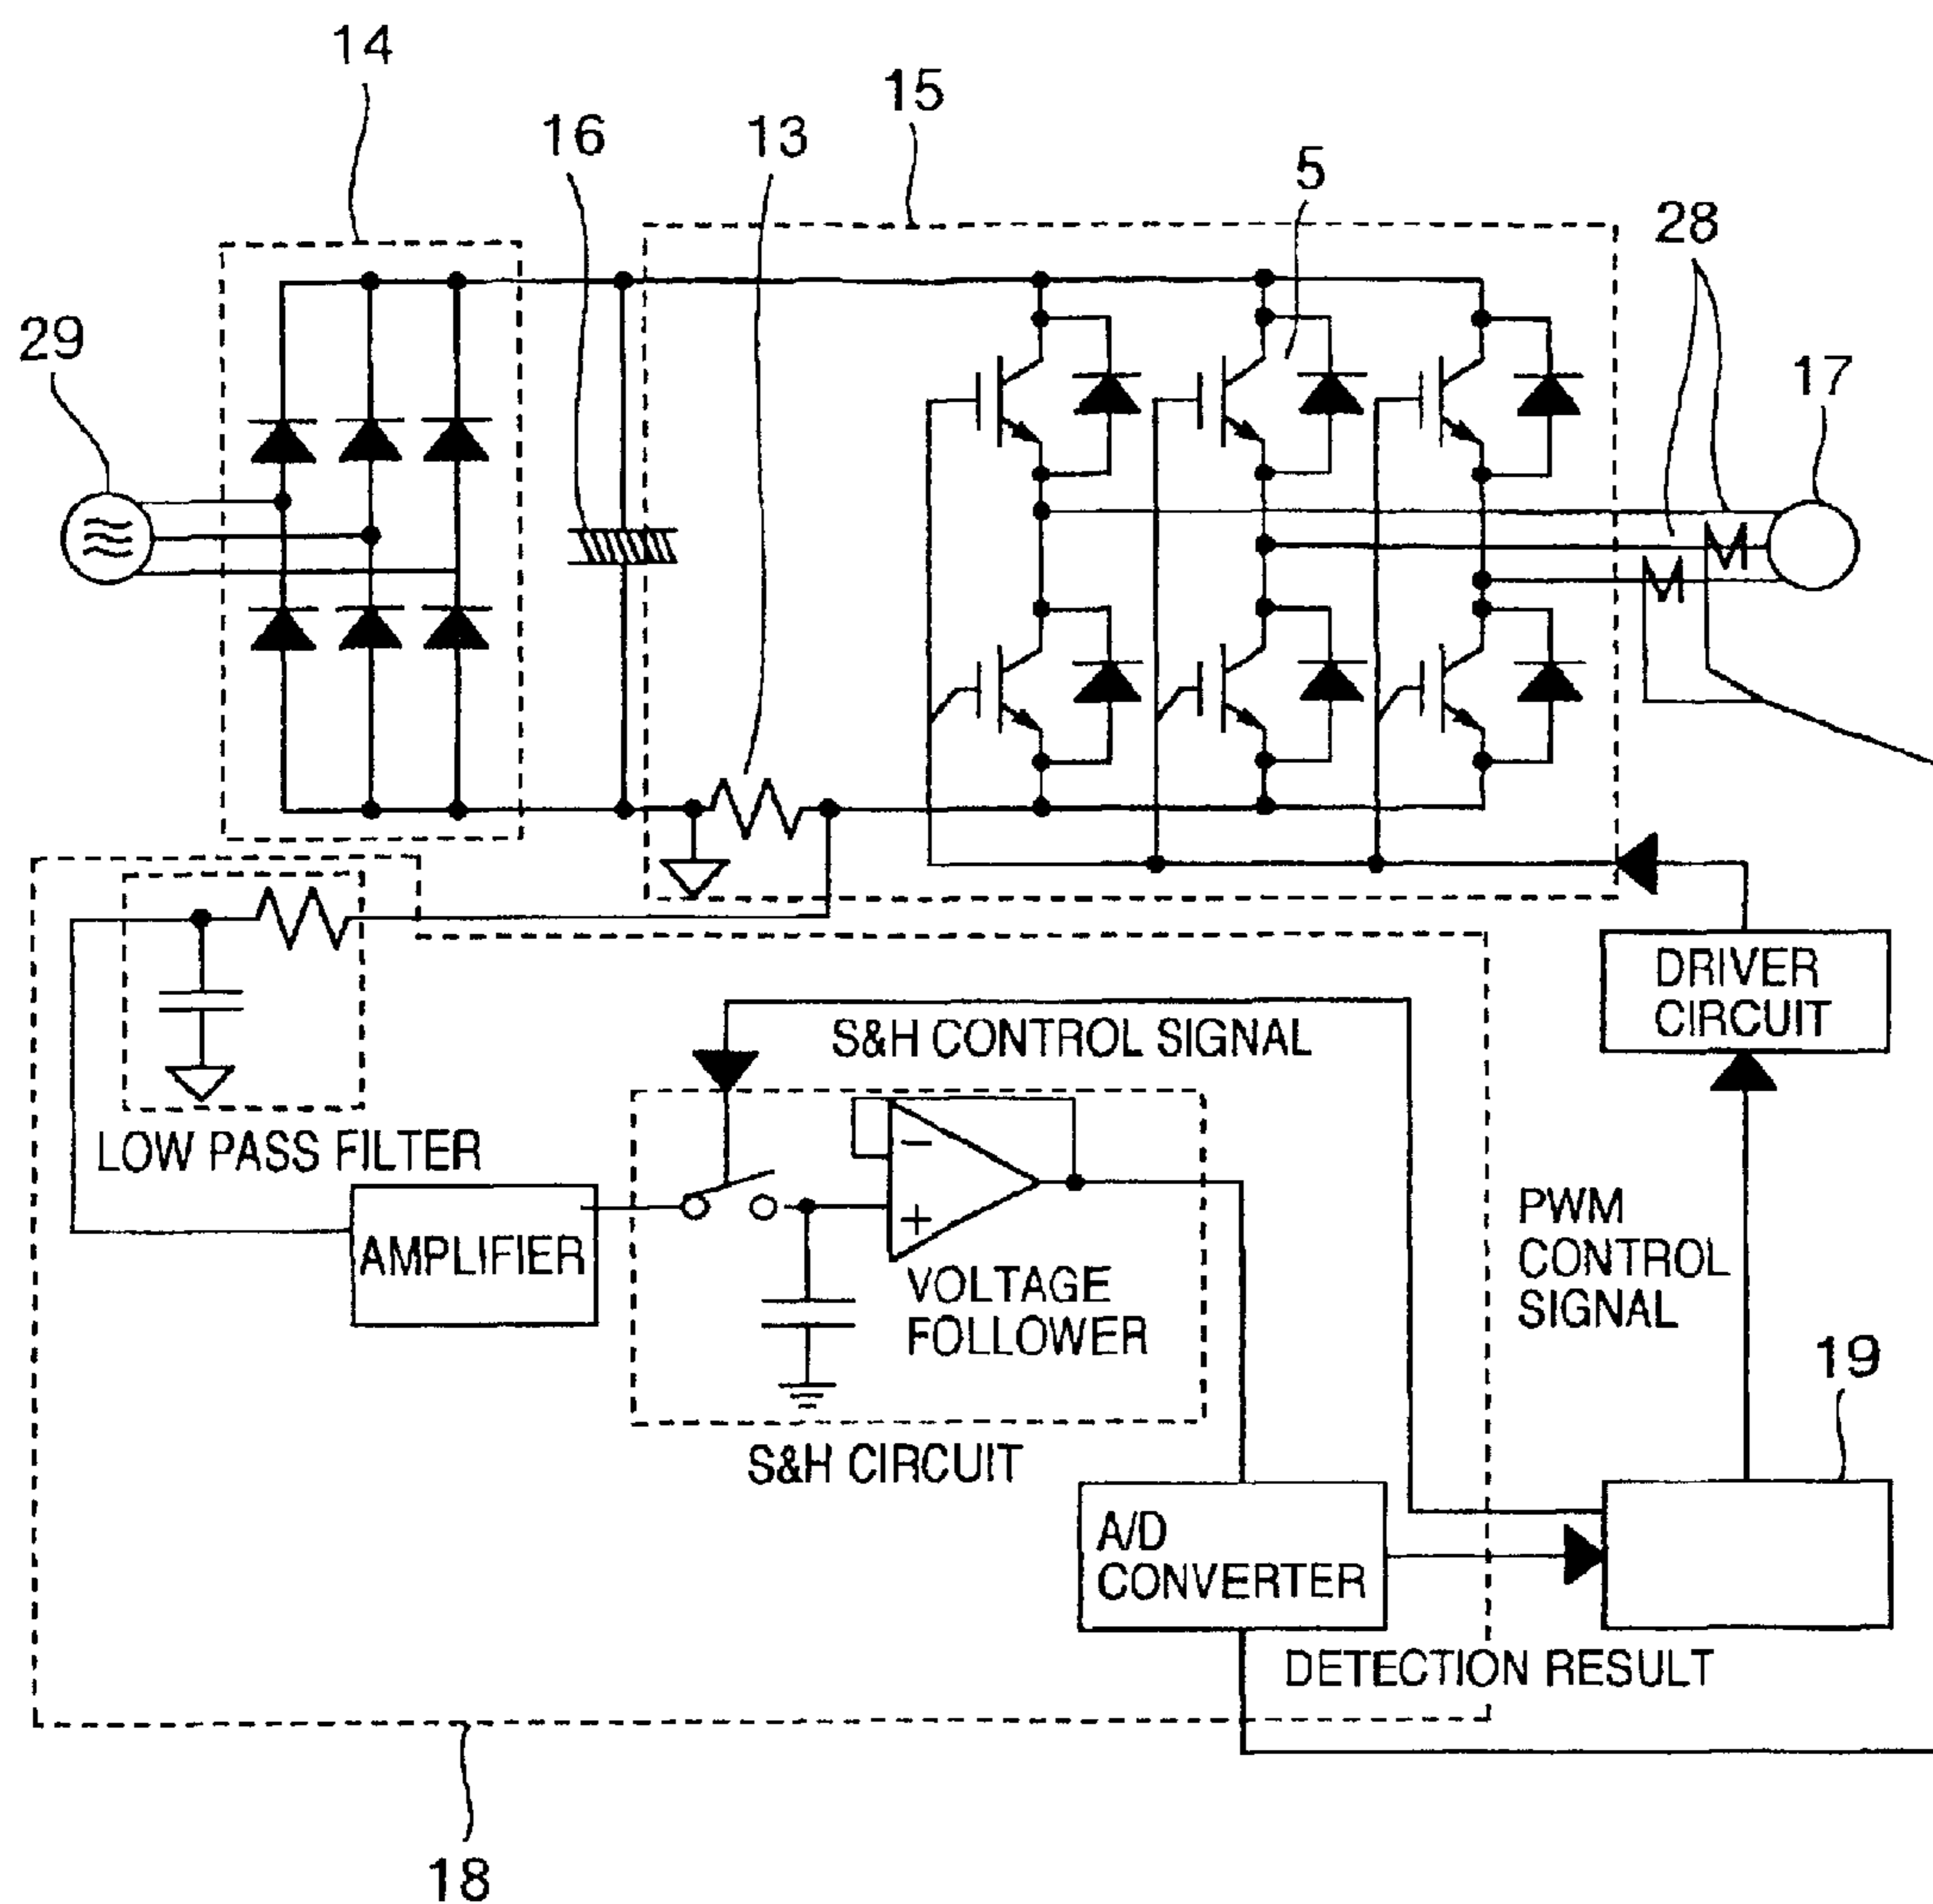 14
15
16
13
5
28
29
17
DRIVER
CIRCUIT
S&H CONTROL SIGNAL
LOW PASS FILTER
AMPLIFIER
−
+
VOLTAGE
FOLLOWER
PWM
CONTROL
SIGNAL
19
S&H CIRCUIT
A/D
CONVERTER
DETECTION RESULT
18